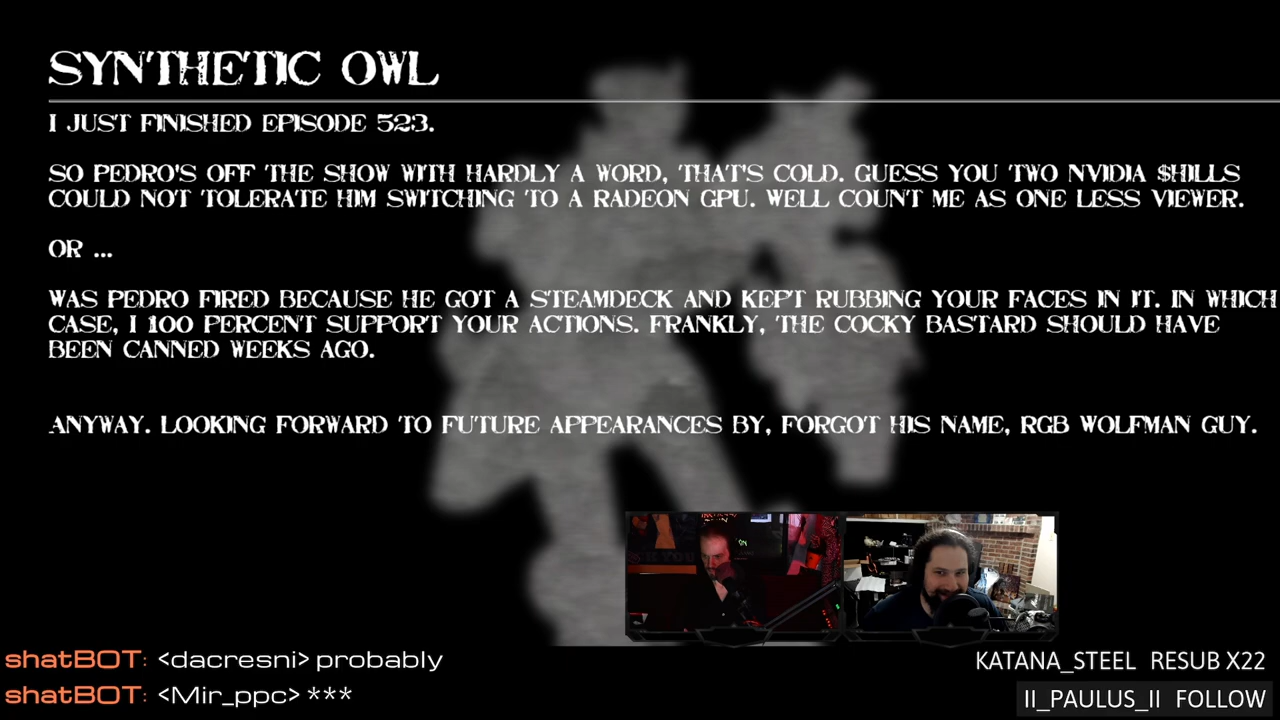 SYNTHETIC OWL
I JUST FINISHED EPISODE 523.
SO PEDRO'S OFF THE SHOW WITH HARDLY A WORD, THAT'S COLD. GUESS YOU TWO NVIDIA $HILLS
COULD NOT TOLERATE HIM SWITCHING TO A RADEON GPU. WELL COUNT ME AS ONE LESS VIEWER.
OR ...
WAS PEDRO FIRED BECAUSE HE GOT A STEAMDECK AND KEPT RUBBING YOUR FACES IN IT. IN WHICH
CASE, I 100 PERCENT SUPPORT YOUR ACTIONS. FRANKLY, THE COCKY BASTARD SHOULD HAVE
BEEN CANNED WEEKS AGO.
ANYWAY. LOOKING FORWARD TO FUTURE APPEARANCES BY, FORGOT HIS NAME, RGB WOLFMAN GUY.
shatBOT: <dacresni> probably
shatBOT: <Mir_ppc> ***
KATANA_STEEL RESUB X22
II_PAULUS_II FOLLOW